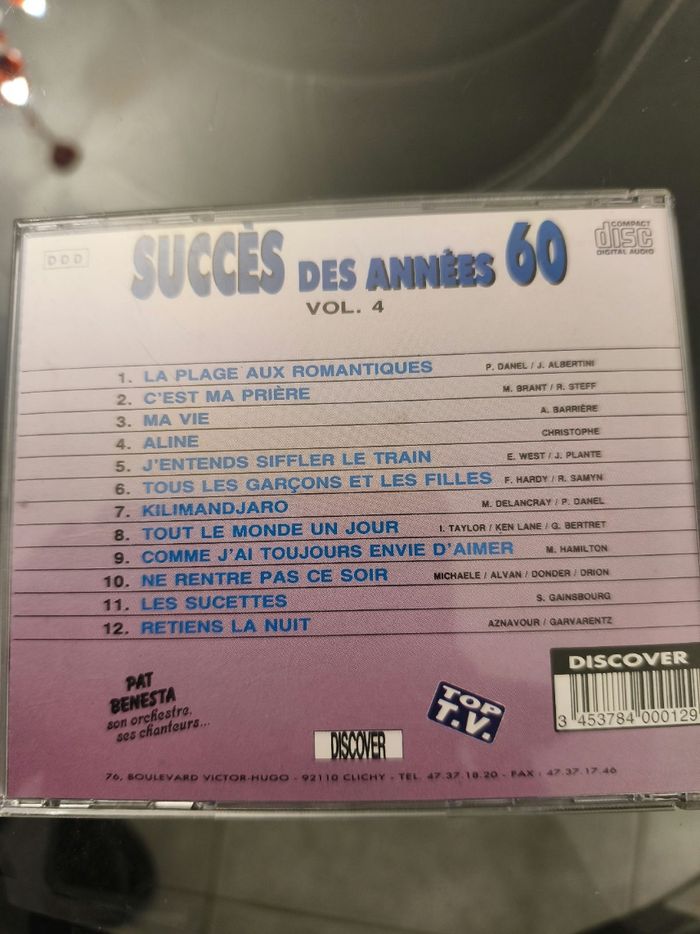 DDD
SUCCÈS DES ANNÉES 60
VOL. 4
COMPACT
disc
DIGITAL AUDIO
1. LA PLAGE AUX ROMANTIQUES P. DANEL / J. ALBERTINI
2. C'EST MA PRIÈRE M. BRANT / R. STEFF
3. MA VIE A. BARRIÈRE
4. ALINE CHRISTOPHE
5. J'ENTENDS SIFFLER LE TRAIN E. WEST / J. PLANTE
6. TOUS LES GARÇONS ET LES FILLES F. HARDY / R. SAMYN
7. KILIMANDJARO M. DELANCRAY / P. DANEL
8. TOUT LE MONDE UN JOUR I. TAYLOR / KEN LANE / G. BERTRET
9. COMME J'AI TOUJOURS ENVIE D'AIMER M. HAMILTON
10. NE RENTRE PAS CE SOIR MICHAELE / ALVAN / DONDER / DRION
11. LES SUCETTES S. GAINSBOURG
12. RETIENS LA NUIT AZNAVOUR / GARVARENTZ
PAT
BENESTA
son orchestre,
ses chanteurs...
TOP
T.V.
DISCOVER
DISCOVER
3 453784 000129
76, BOULEVARD VICTOR-HUGO - 92110 CLICHY - TEL. 47.37.18.20 - FAX : 47.37.17.46